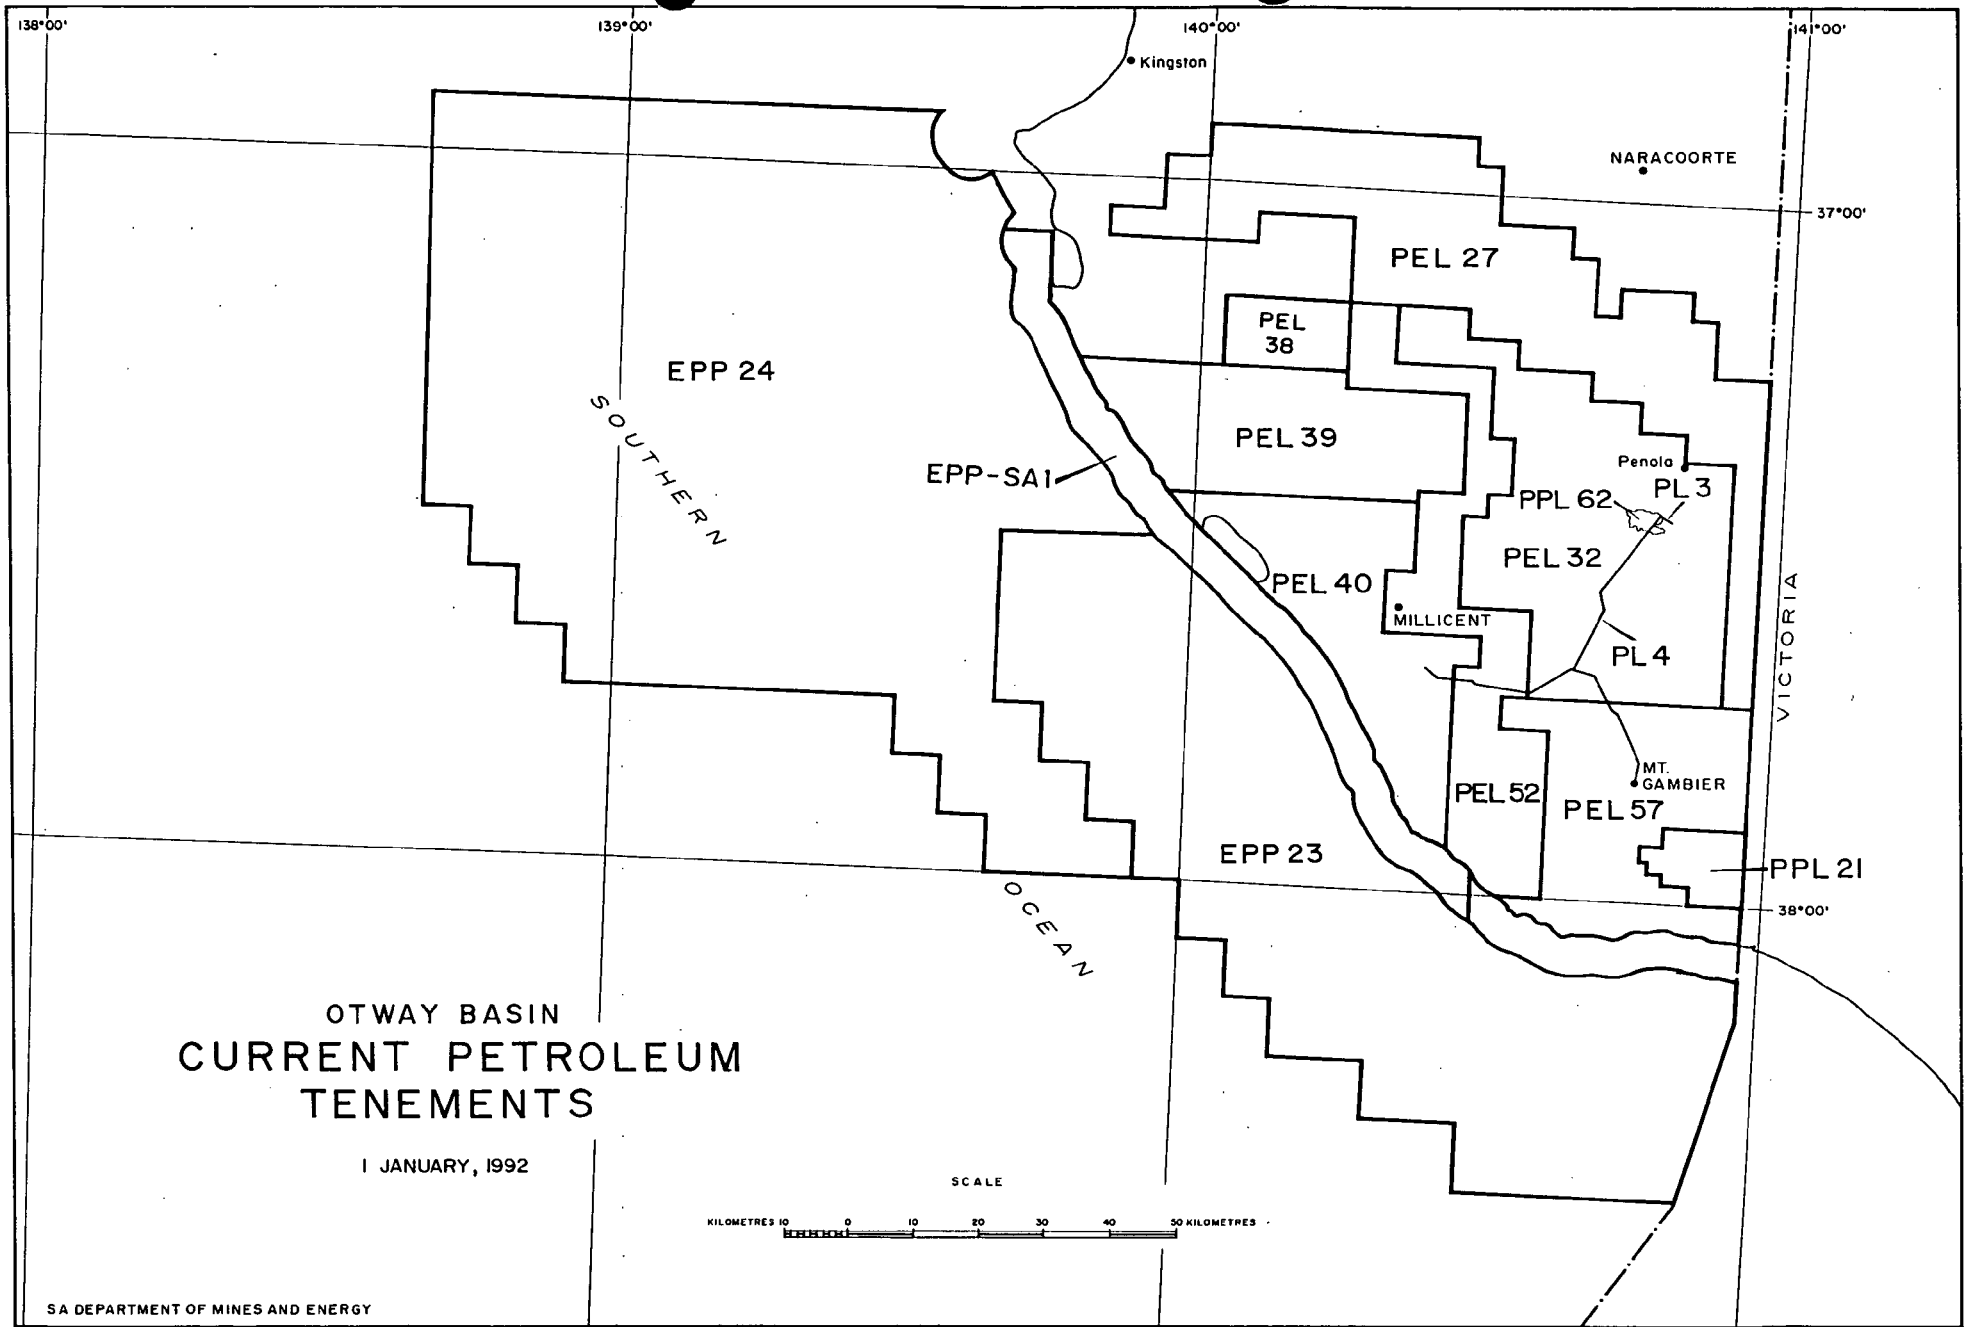 138°00'
139°00'
140°00'
141°00'
Kingston
NARACOORTE
37°00'
PEL 27
PEL
38
EPP 24
SOUTHERN
PEL 39
EPP-SA1
Penola
PL 3
PPL 62
PEL 32
PEL 40
MILLICENT
VICTORIA
PL 4
MT.
GAMBIER
PEL 52
PEL 57
EPP 23
PPL 21
OCEAN
38°00'
OTWAY BASIN
CURRENT PETROLEUM
TENEMENTS
1 JANUARY, 1992
SCALE
KILOMETRES 10 0 10 20 30 40 50 KILOMETRES
SA DEPARTMENT OF MINES AND ENERGY